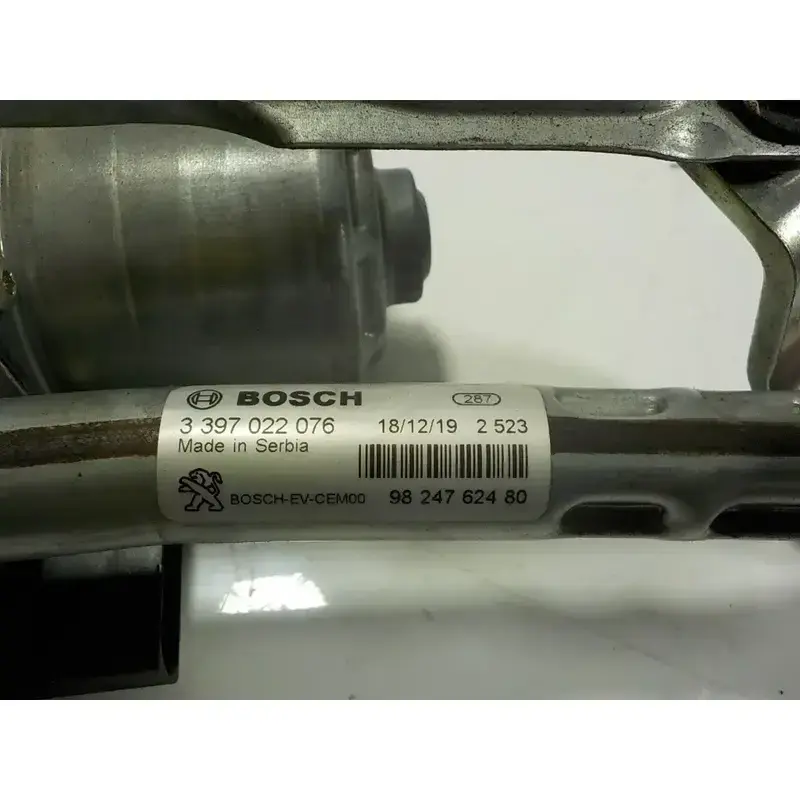 BOSCH 267
3 397 022 076 18/12/19 2 523
Made in Serbia
BOSCH-EV-CEM00 98 247 624 80